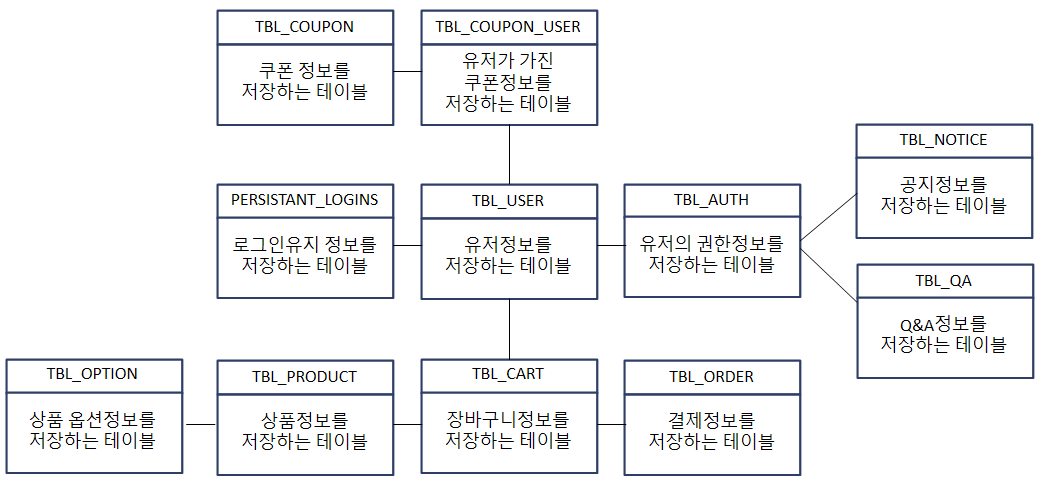 TBL_COUPON
쿠폰 정보를
저장하는 테이블
TBL_COUPON_USER
유저가 가진
쿠폰정보를
저장하는 테이블
TBL_NOTICE
공지정보를
저장하는 테이블
PERSISTANT_LOGINS
로그인유지 정보를
저장하는 테이블
TBL_USER
유저정보를
저장하는 테이블
TBL_AUTH
유저의 권한정보를
저장하는 테이블
TBL_QA
Q&A정보를
저장하는 테이블
TBL_OPTION
상품 옵션정보를
저장하는 테이블
TBL_PRODUCT
상품정보를
저장하는 테이블
TBL_CART
장바구니정보를
저장하는 테이블
TBL_ORDER
결제정보를
저장하는 테이블